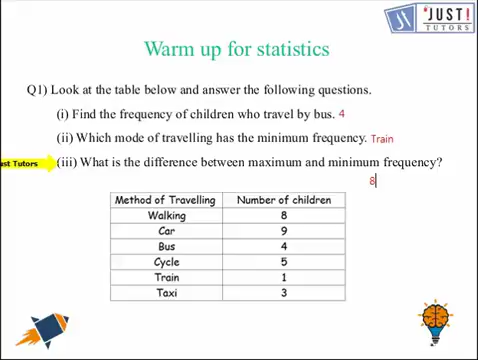 "JUST!
TUTORS
Warm up for statistics
Q1) Look at the table below and answer the following questions.
(i) Find the frequency of children who travel by bus. 4
(ii) Which mode of travelling has the minimum frequency. Train
ust Tutors
(iii) What is the difference between maximum and minimum frequency?
8
Method of Travelling Number of children
Walking 8
Car 9
Bus 4
Cycle 5
Train 1
Taxi 3